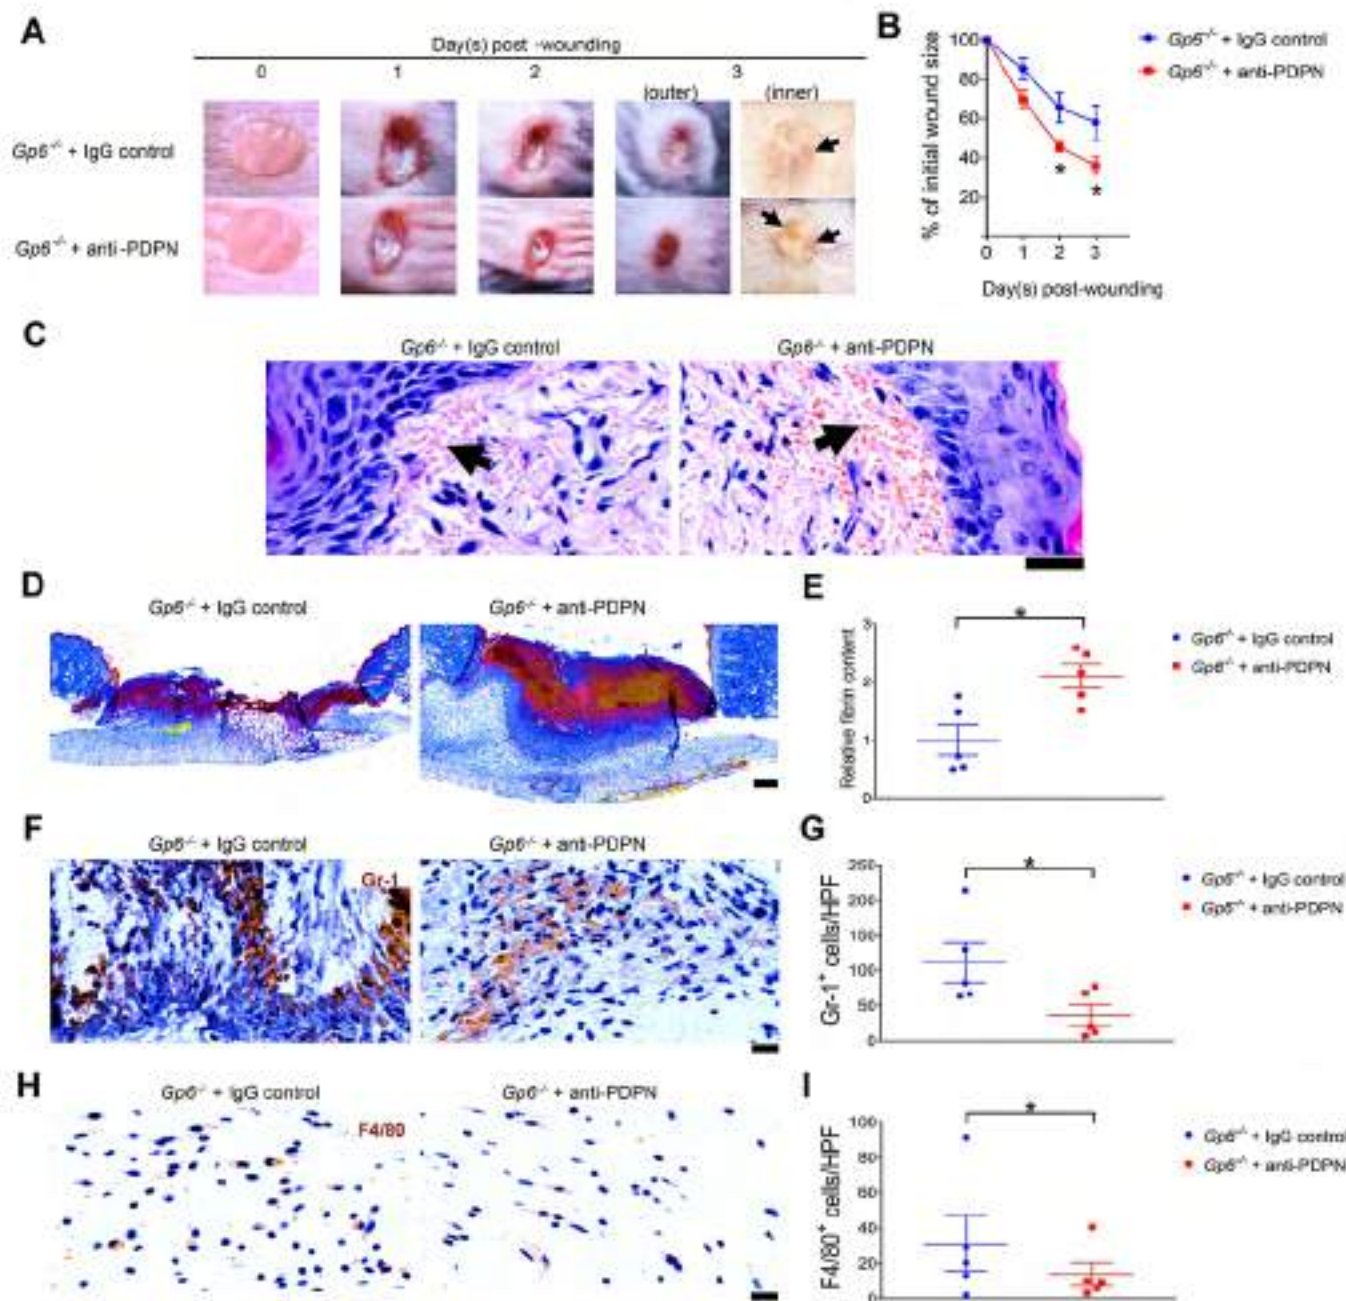 A
Day(s) post -wounding
0 1 2 3
(outer) (inner)
Gp6-/- + IgG control
Gp6-/- + anti-PDPN
B
% of initial wound size
100
80
60
40
20
0 1 2 3
Day(s) post-wounding
* *
Gp6-/- + IgG control
Gp6-/- + anti-PDPN
C
Gp6-/- + IgG control Gp6-/- + anti-PDPN
D
Gp6-/- + IgG control Gp6-/- + anti-PDPN
E
Relative fibrin content
3
2
1
0
*
Gp6-/- + IgG control
Gp6-/- + anti-PDPN
F
Gp6-/- + IgG control Gp6-/- + anti-PDPN
Gr-1
G
Gr-1+ cells/HPF
250
200
150
100
50
0
*
Gp6-/- + IgG control
Gp6-/- + anti-PDPN
H
Gp6-/- + IgG control Gp6-/- + anti-PDPN
F4/80
I
F4/80+ cells/HPF
100
80
60
40
20
0
*
Gp6-/- + IgG control
Gp6-/- + anti-PDPN